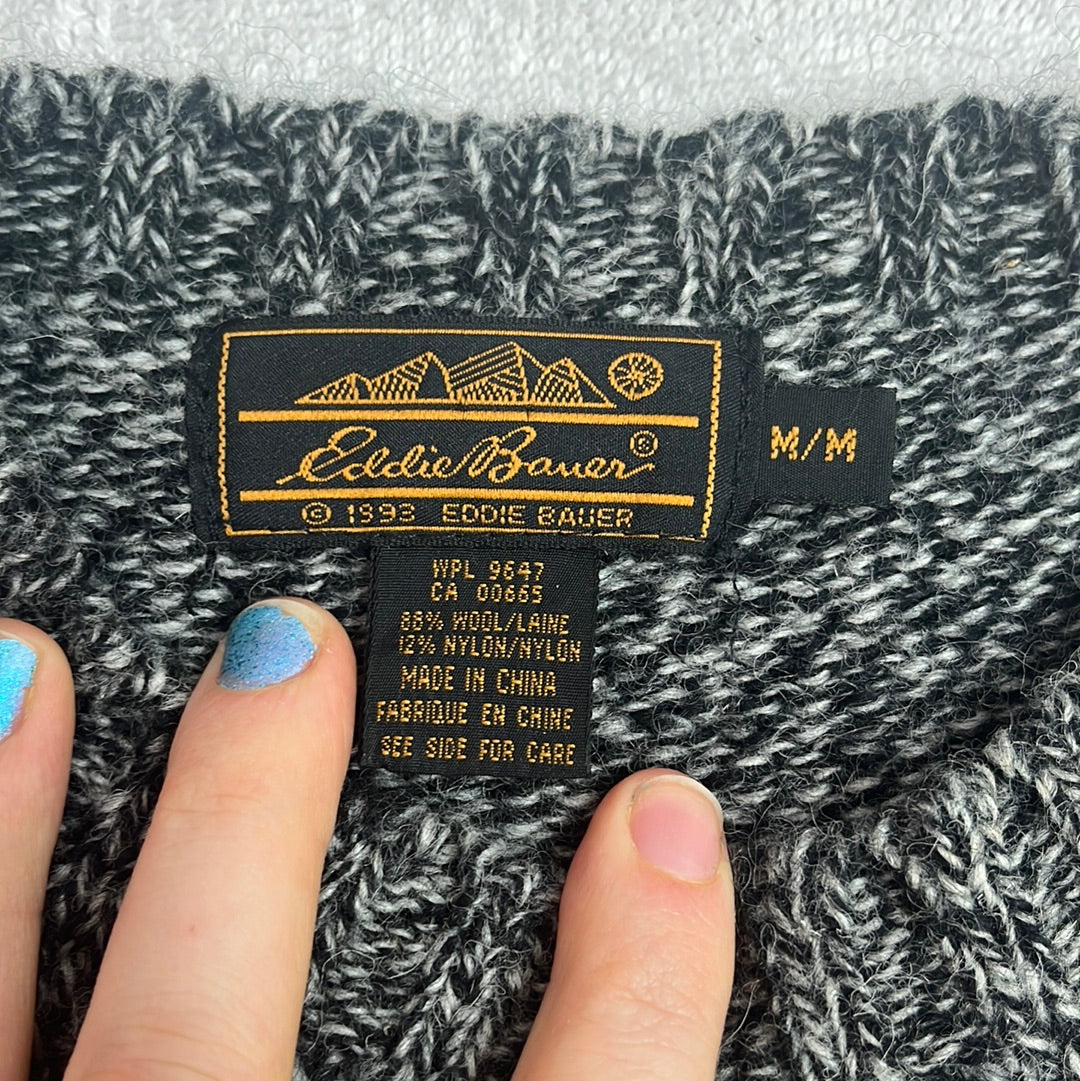 Eddie Bauer®
© 1993 EDDIE BAUER
M/M
WPL 9647
CA 00665
88% WOOL/LAINE
12% NYLON/NYLON
MADE IN CHINA
FABRIQUE EN CHINE
SEE SIDE FOR CARE